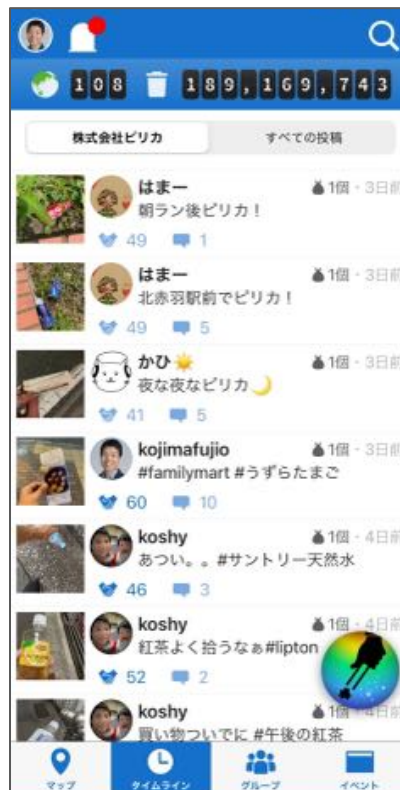 108 189,169,743
株式会社ピリカ すべての投稿
はまー 1個・3日前
朝ラン後ピリカ！
49 1
はまー 1個・3日前
北赤羽駅前でピリカ！
49 5
かひ☀️ 1個・3日前
夜な夜なピリカ🌙
41 5
kojimafujio 1個・3日前
#familymart #うずらたまご
60 10
koshy 1個・4日前
あつい。。#サントリー天然水
46 3
koshy 1個・4日前
紅茶よく拾うなぁ#lipton
52 2
koshy 1個・4日前
買い物ついでに #午後の紅茶
マップ タイムライン グループ イベント